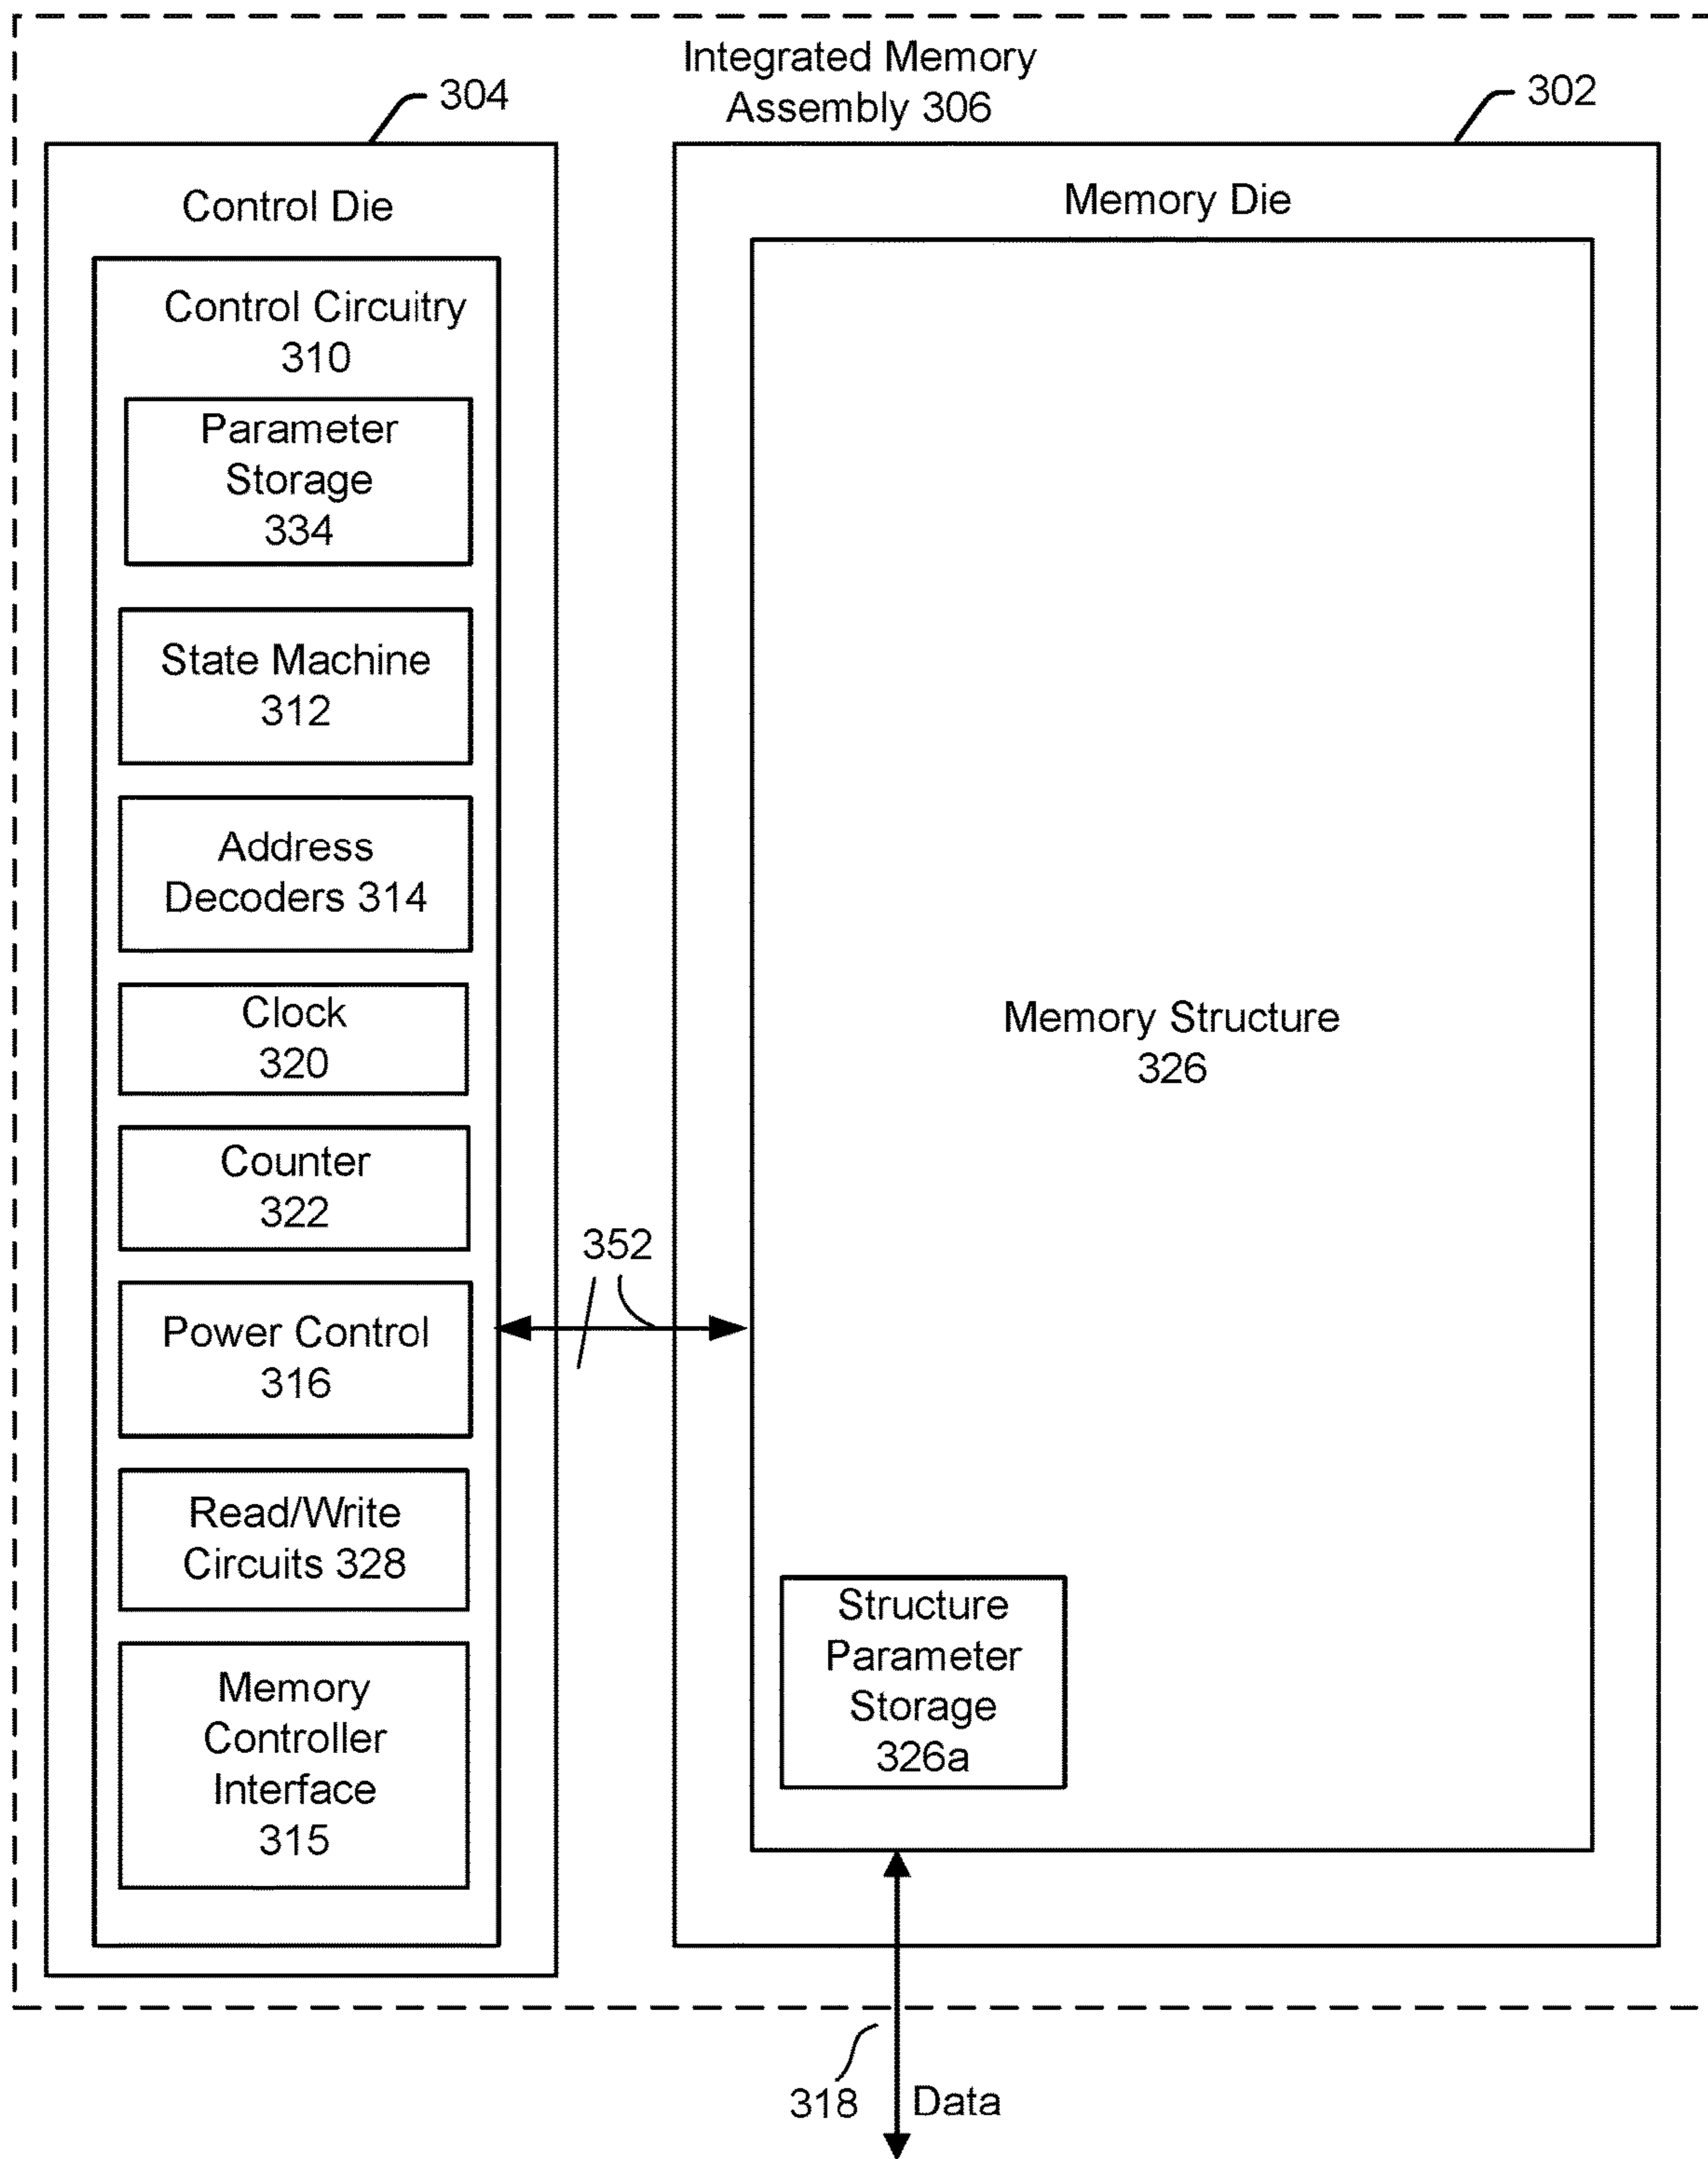 Integrated Memory
Assembly 306
304
302
Control Die
Control Circuitry
310
Parameter
Storage
334
State Machine
312
Address
Decoders 314
Clock
320
Counter
322
Power Control
316
Read/Write
Circuits 328
Memory
Controller
Interface
315
352
Memory Die
Memory Structure
326
Structure
Parameter
Storage
326a
318
Data